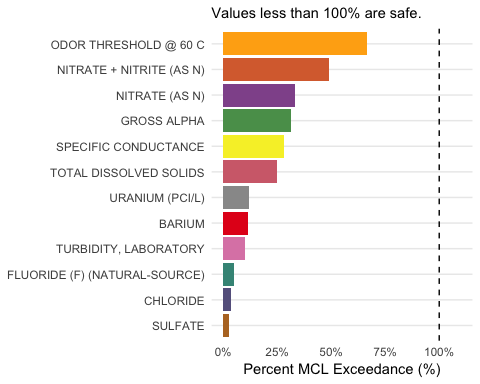 Values less than 100% are safe.
ODOR THRESHOLD @ 60 C
NITRATE + NITRITE (AS N)
NITRATE (AS N)
GROSS ALPHA
SPECIFIC CONDUCTANCE
TOTAL DISSOLVED SOLIDS
URANIUM (PCI/L)
BARIUM
TURBIDITY, LABORATORY
FLUORIDE (F) (NATURAL-SOURCE)
CHLORIDE
SULFATE
0% 25% 50% 75% 100%
Percent MCL Exceedance (%)